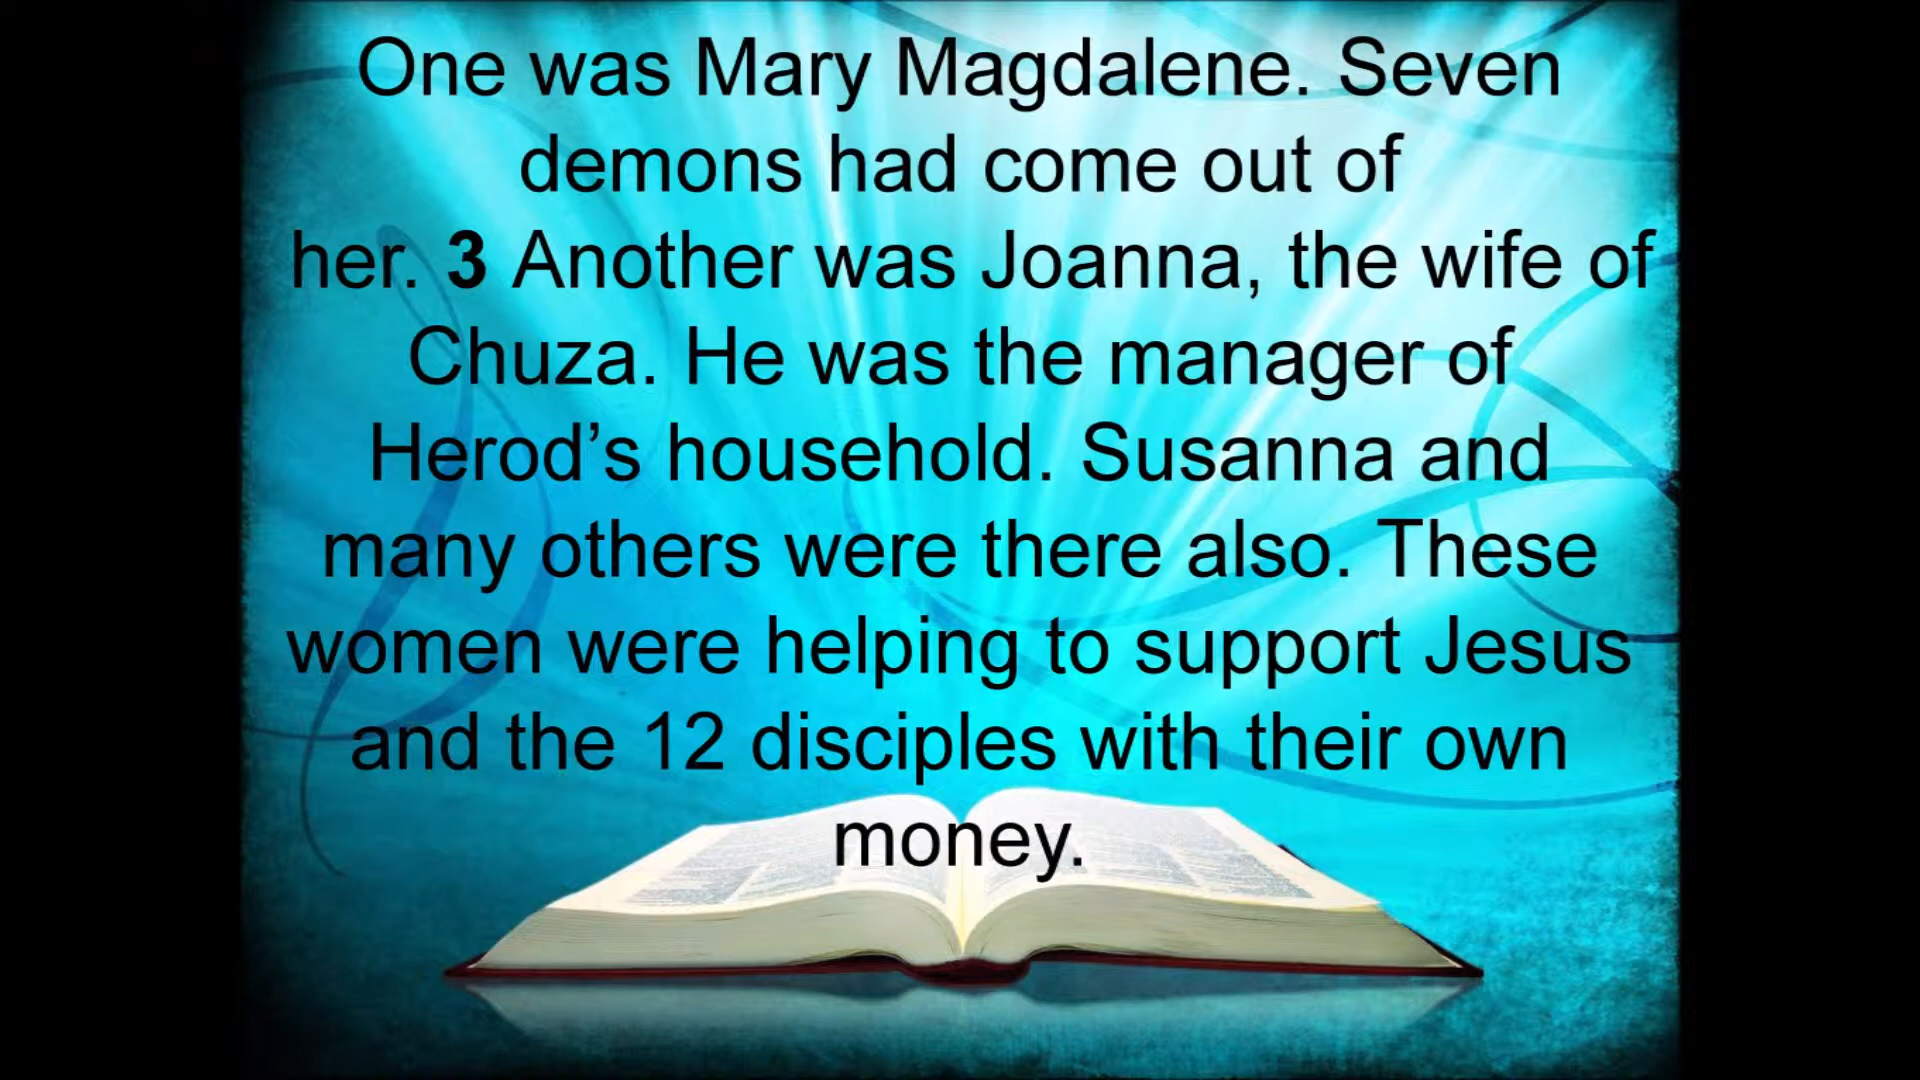 One was Mary Magdalene. Seven
demons had come out of
her. 3 Another was Joanna, the wife of
Chuza. He was the manager of
Herod’s household. Susanna and
many others were there also. These
women were helping to support Jesus
and the 12 disciples with their own
money.